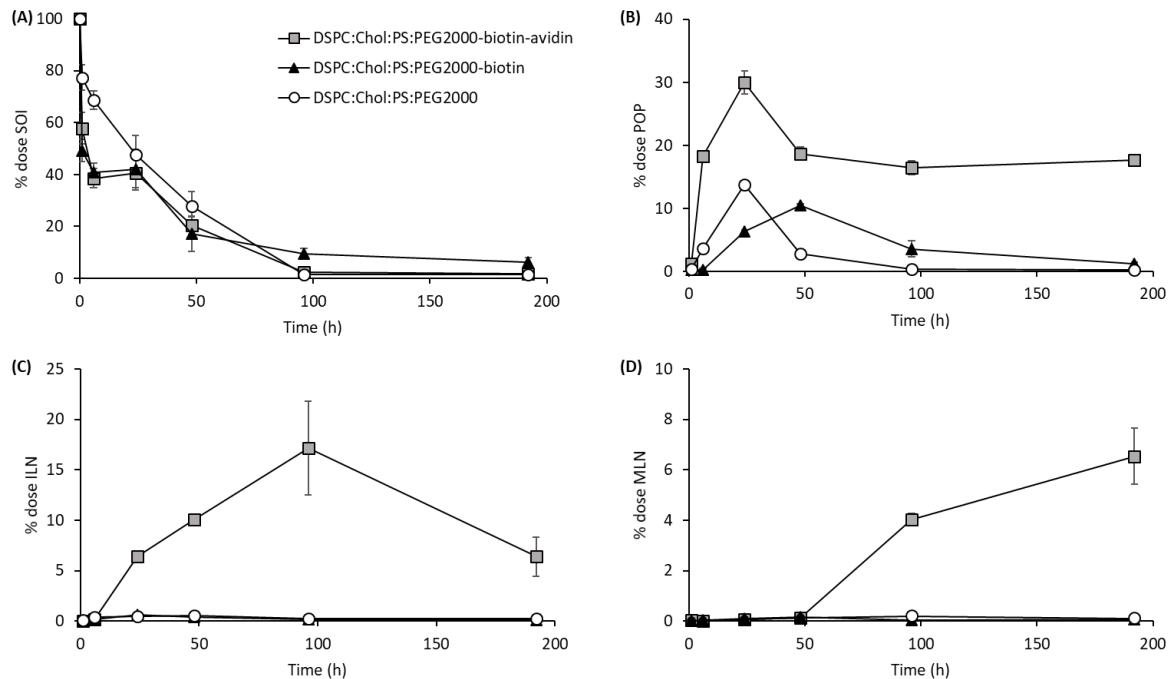 (A)
% dose SOI
100
80
60
40
20
0
0 50 100 150 200
Time (h)
DSPC:Chol:PS:PEG2000-biotin-avidin
DSPC:Chol:PS:PEG2000-biotin
DSPC:Chol:PS:PEG2000
(B)
% dose POP
40
30
20
10
0
0 50 100 150 200
Time (h)
(C)
% dose ILN
25
20
15
10
5
0
0 50 100 150 200
Time (h)
(D)
% dose MLN
10
8
6
4
2
0
0 50 100 150 200
Time (h)